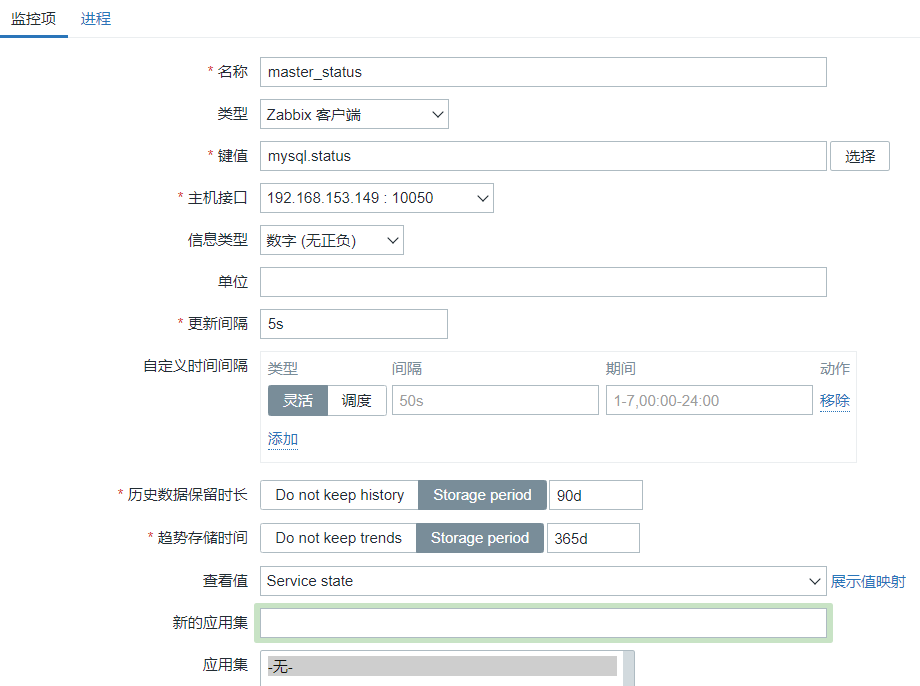 监控项 进程
* 名称 master_status
类型 Zabbix 客户端
* 键值 mysql.status 选择
* 主机接口 192.168.153.149 : 10050
信息类型 数字 (无正负)
单位
* 更新间隔 5s
自定义时间间隔 类型 间隔 期间 动作
灵活 调度 50s 1-7,00:00-24:00 移除
添加
* 历史数据保留时长 Do not keep history Storage period 90d
* 趋势存储时间 Do not keep trends Storage period 365d
查看值 Service state 展示值映射
新的应用集
应用集 -无-